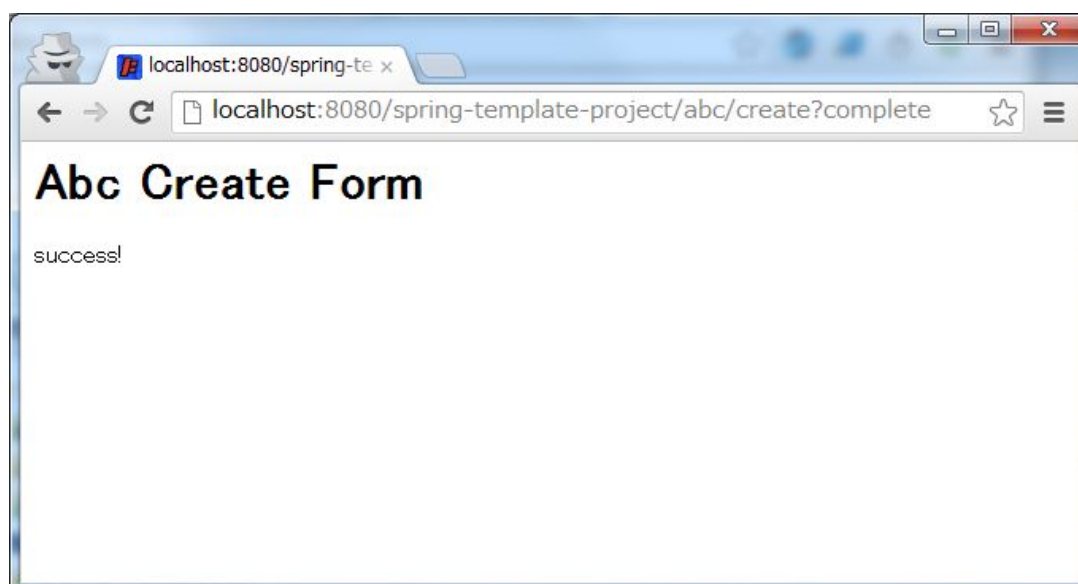 localhost:8080/spring-te
localhost:8080/spring-template-project/abc/create?complete
Abc Create Form
success!